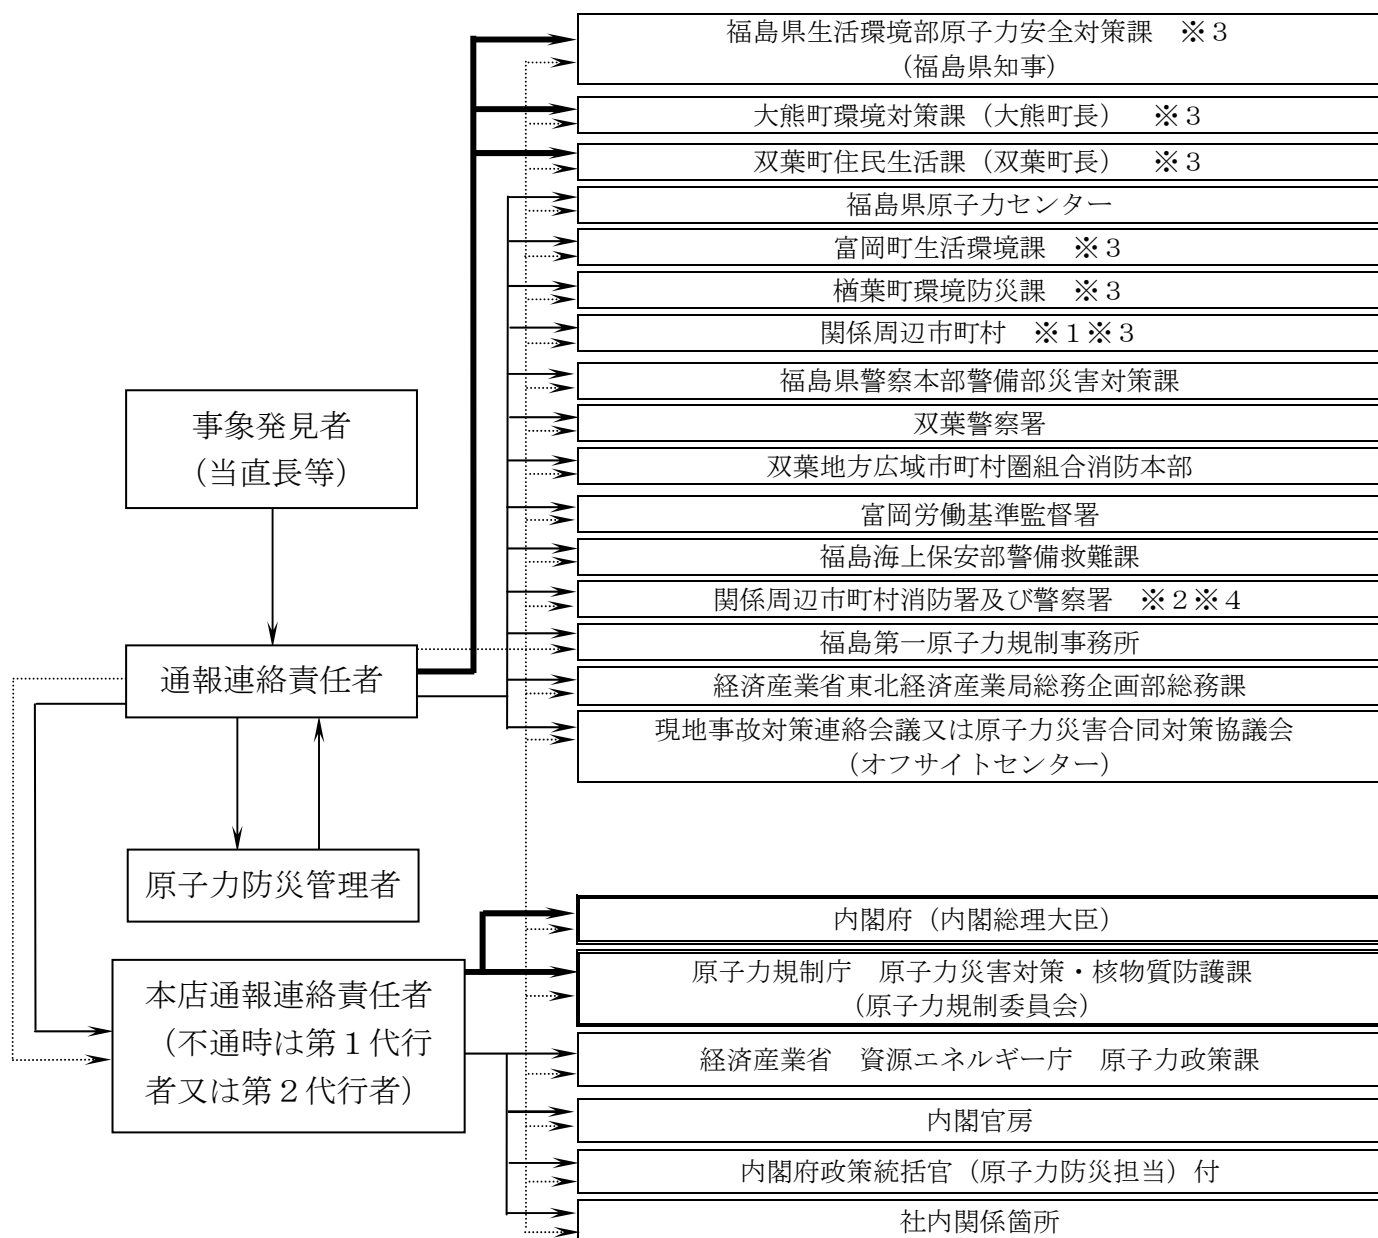 福島県生活環境部原子力安全対策課　※３
（福島県知事）
大熊町環境対策課（大熊町長）　※３
双葉町住民生活課（双葉町長）　※３
福島県原子力センター
富岡町生活環境課　※３
楢葉町環境防災課　※３
関係周辺市町村　※１※３
福島県警察本部警備部災害対策課
双葉警察署
双葉地方広域市町村圏組合消防本部
富岡労働基準監督署
福島海上保安部警備救難課
関係周辺市町村消防署及び警察署　※２※４
福島第一原子力規制事務所
経済産業省東北経済産業局総務企画部総務課
現地事故対策連絡会議又は原子力災害合同対策協議会
（オフサイトセンター）
事象発見者
（当直長等）
通報連絡責任者
原子力防災管理者
本店通報連絡責任者
（不通時は第１代行
者又は第２代行者）
内閣府（内閣総理大臣）
原子力規制庁　原子力災害対策・核物質防護課
（原子力規制委員会）
経済産業省　資源エネルギー庁　原子力政策課
内閣官房
内閣府政策統括官（原子力防災担当）付
社内関係箇所